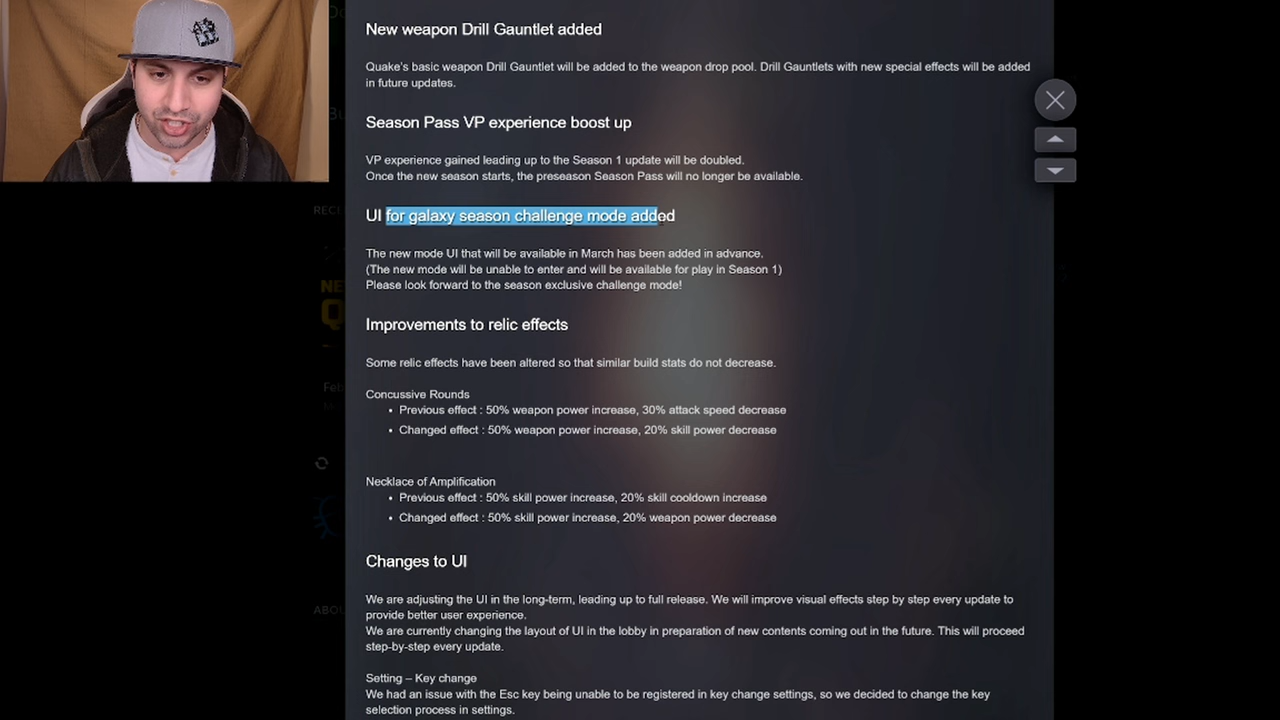 New weapon Drill Gauntlet added
Quake's basic weapon Drill Gauntlet will be added to the weapon drop pool. Drill Gauntlets with new special effects will be added
in future updates.
Season Pass VP experience boost up
VP experience gained leading up to the Season 1 update will be doubled.
Once the new season starts, the preseason Season Pass will no longer be available.
UI for galaxy season challenge mode added
The new mode UI that will be available in March has been added in advance.
(The new mode will be unable to enter and will be available for play in Season 1)
Please look forward to the season exclusive challenge mode!
Improvements to relic effects
Some relic effects have been altered so that similar build stats do not decrease.
Concussive Rounds
• Previous effect : 50% weapon power increase, 30% attack speed decrease
• Changed effect : 50% weapon power increase, 20% skill power decrease
Necklace of Amplification
• Previous effect : 50% skill power increase, 20% skill cooldown increase
• Changed effect : 50% skill power increase, 20% weapon power decrease
Changes to UI
We are adjusting the UI in the long-term, leading up to full release. We will improve visual effects step by step every update to
provide better user experience.
We are currently changing the layout of UI in the lobby in preparation of new contents coming out in the future. This will proceed
step-by-step every update.
Setting – Key change
We had an issue with the Esc key being unable to be registered in key change settings, so we decided to change the key
selection process in settings.